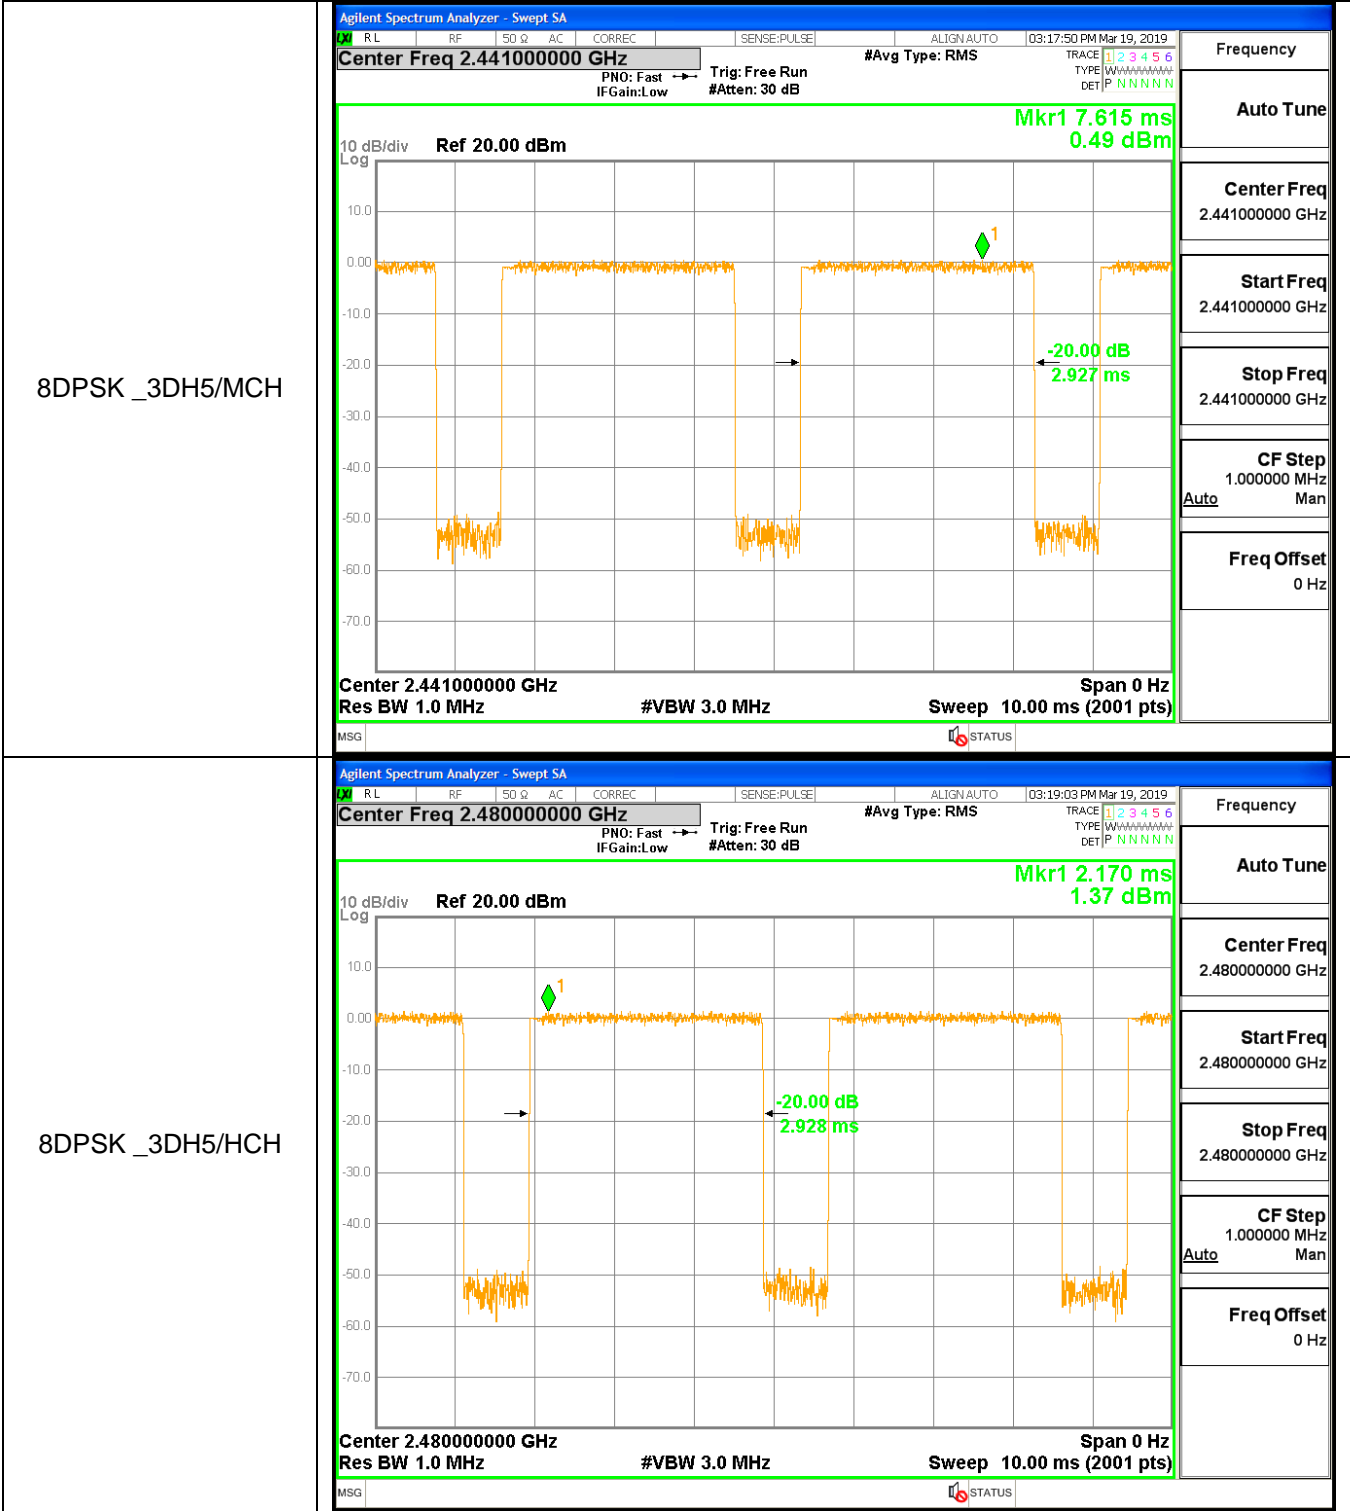 8DPSK _3DH5/MCH
Agilent Spectrum Analyzer - Swept SA
LXI RL RF 50 Ω AC CORREC SENSE:PULSE ALIGN AUTO 03:17:50 PM Mar 19, 2019
Center Freq 2.441000000 GHz
PNO: Fast
IFGain:Low
Trig: Free Run
#Atten: 30 dB
#Avg Type: RMS
TRACE 1 2 3 4 5 6
TYPE
DET P N N N N N
Mkr1 7.615 ms
0.49 dBm
10 dB/div Ref 20.00 dBm
Log
10.0
0.00
-10.0
-20.0
-30.0
-40.0
-50.0
-60.0
-70.0
1
-20.00 dB
2.927 ms
Center 2.441000000 GHz Span 0 Hz
Res BW 1.0 MHz #VBW 3.0 MHz Sweep 10.00 ms (2001 pts)
MSG STATUS
Frequency
Auto Tune
Center Freq
2.441000000 GHz
Start Freq
2.441000000 GHz
Stop Freq
2.441000000 GHz
CF Step
1.000000 MHz
Auto Man
Freq Offset
0 Hz
8DPSK _3DH5/HCH
Agilent Spectrum Analyzer - Swept SA
LXI RL RF 50 Ω AC CORREC SENSE:PULSE ALIGN AUTO 03:19:03 PM Mar 19, 2019
Center Freq 2.480000000 GHz
PNO: Fast
IFGain:Low
Trig: Free Run
#Atten: 30 dB
#Avg Type: RMS
TRACE 1 2 3 4 5 6
TYPE
DET P N N N N N
Mkr1 2.170 ms
1.37 dBm
10 dB/div Ref 20.00 dBm
Log
10.0
0.00
-10.0
-20.0
-30.0
-40.0
-50.0
-60.0
-70.0
1
-20.00 dB
2.928 ms
Center 2.480000000 GHz Span 0 Hz
Res BW 1.0 MHz #VBW 3.0 MHz Sweep 10.00 ms (2001 pts)
MSG STATUS
Frequency
Auto Tune
Center Freq
2.480000000 GHz
Start Freq
2.480000000 GHz
Stop Freq
2.480000000 GHz
CF Step
1.000000 MHz
Auto Man
Freq Offset
0 Hz